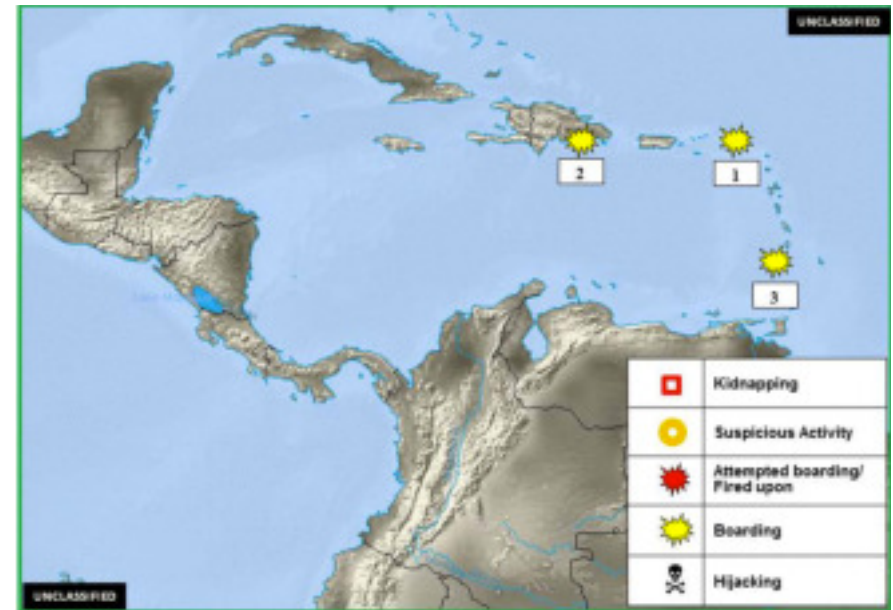 UNCLASSIFIED
2
1
3
Kidnapping
Suspicious Activity
Attempted boarding/
Fired upon
Boarding
Hijacking
UNCLASSIFIED